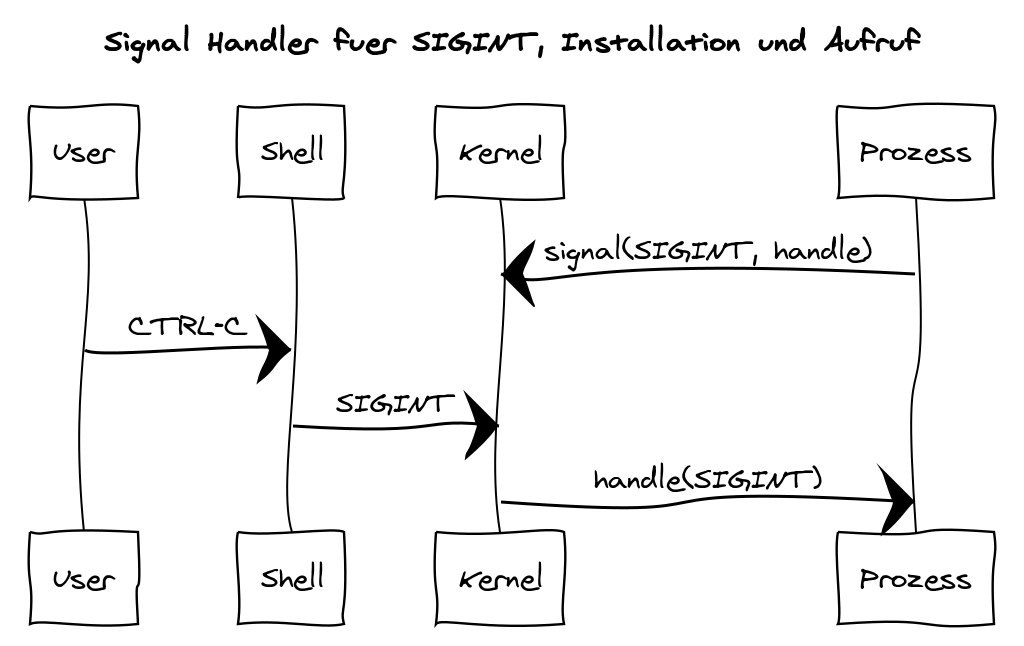 Signal Handler fuer SIGINT, Installation und Aufruf
User
Shell
Kernel
Prozess
signal(SIGINT, handle)
CTRL-C
SIGINT
handle(SIGINT)
User
Shell
Kernel
Prozess